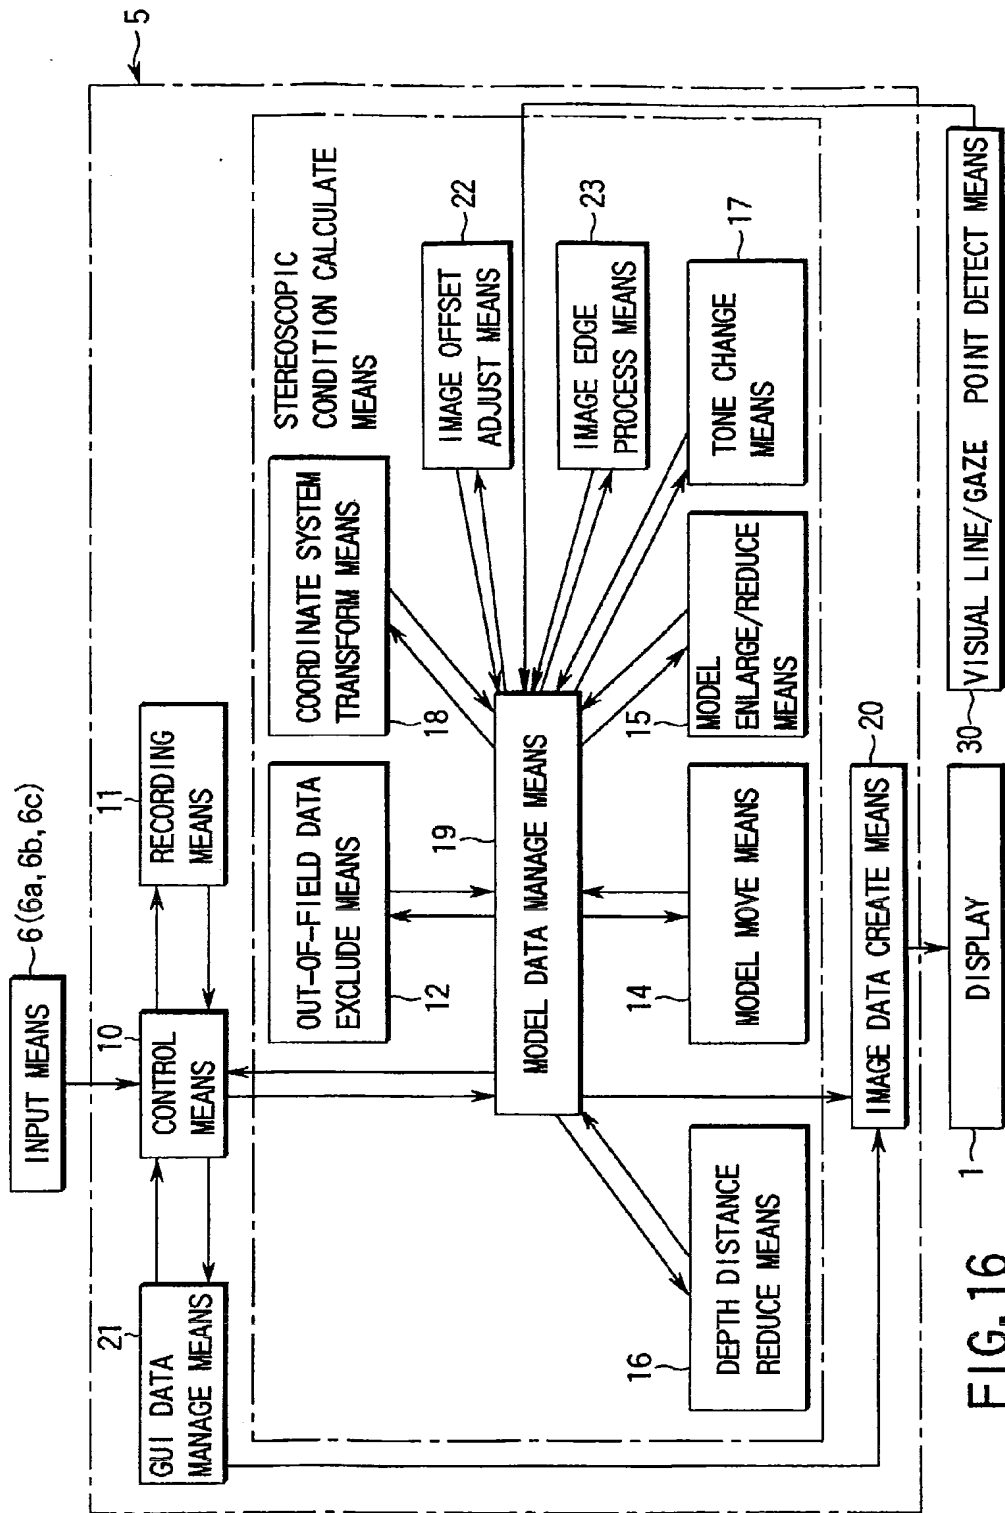 5
INPUT MEANS
6 (6a, 6b, 6c)
21
GUI DATA
MANAGE MEANS
10
CONTROL
MEANS
11
RECORDING
MEANS
STEREOSCOPIC
CONDITION CALCULATE
MEANS
OUT-OF-FIELD DATA
EXCLUDE MEANS
12
COORDINATE SYSTEM
TRANSFORM MEANS
18
IMAGE OFFSET
ADJUST MEANS
22
19
MODEL DATA MANAGE MEANS
IMAGE EDGE
PROCESS MEANS
23
16
DEPTH DISTANCE
REDUCE MEANS
14
MODEL MOVE MEANS
15
MODEL
ENLARGE/REDUCE
MEANS
TONE CHANGE
MEANS
17
IMAGE DATA CREATE MEANS
20
1
DISPLAY
30
VISUAL LINE/GAZE POINT DETECT MEANS
FIG. 16